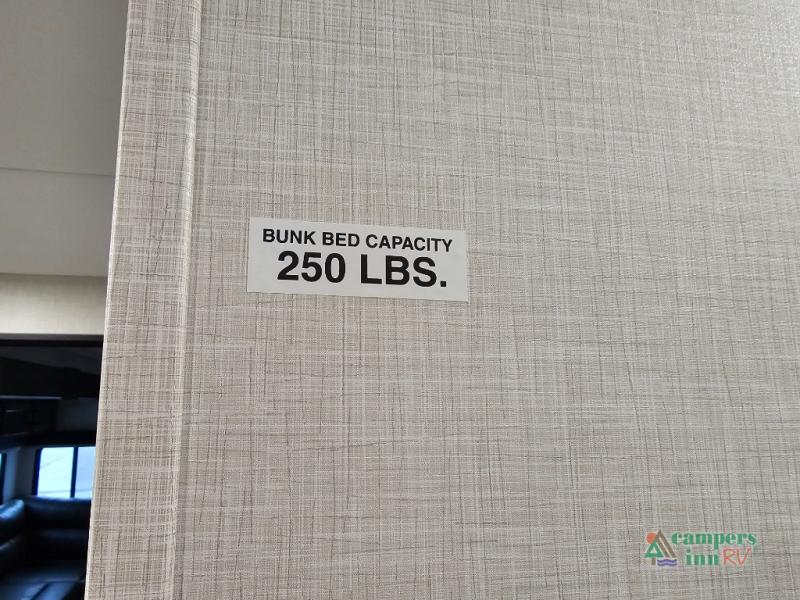 BUNK BED CAPACITY
250 LBS.
campers
inn RV